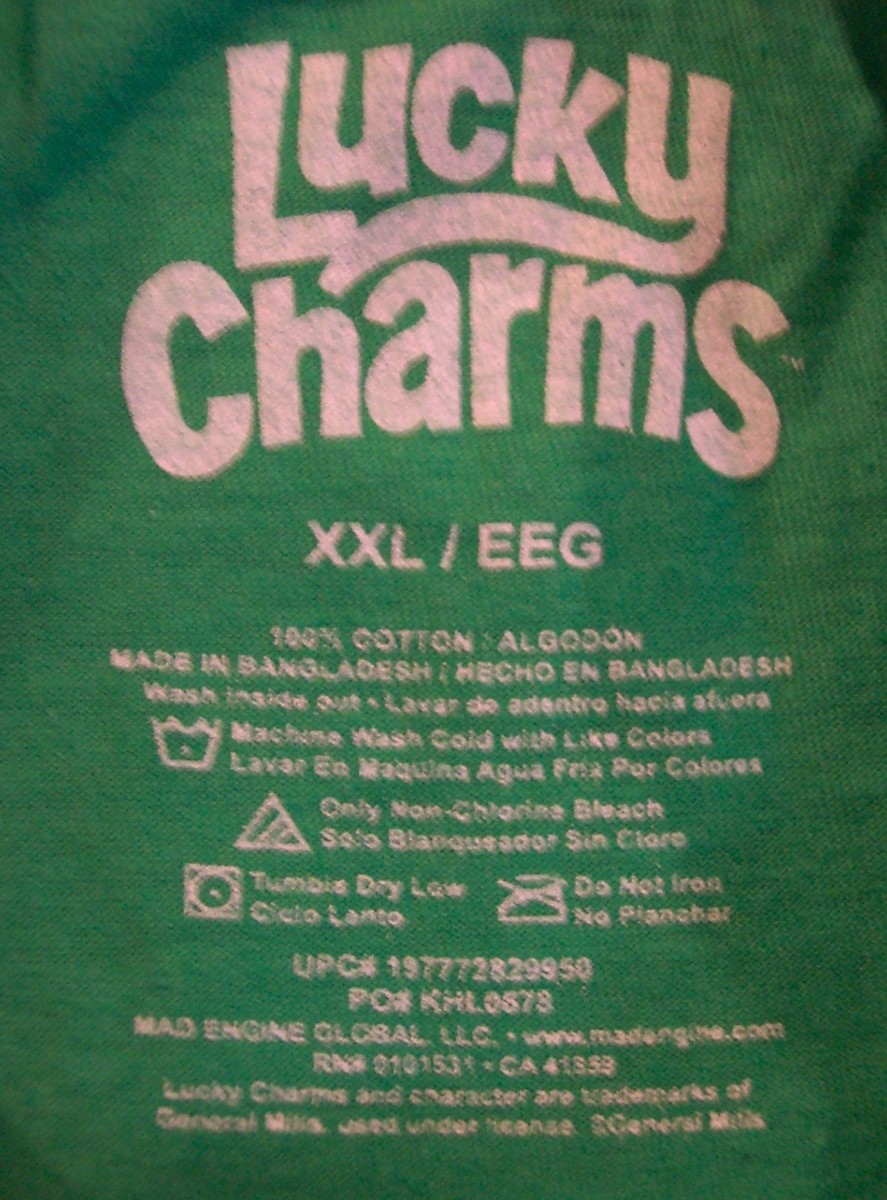 Lucky
Charms™
XXL / EEG
100% COTTON / ALGODÓN
MADE IN BANGLADESH / HECHO EN BANGLADESH
Wash inside out • Lavar de adentro hacia afuera
Machine Wash Cold with Like Colors
Lavar En Maquina Agua Fria Por Colores
Only Non-Chlorine Bleach
Solo Blanqueador Sin Cloro
Tumble Dry Low
Ciclo Lento
Do Not Iron
No Planchar
UPC# 197772829950
PO# KHL0673
MAD ENGINE GLOBAL, LLC. • www.madengine.com
RN# 0101531 • CA
Lucky Charms and character are trademarks of
General Mills, used under license. ©General Mills